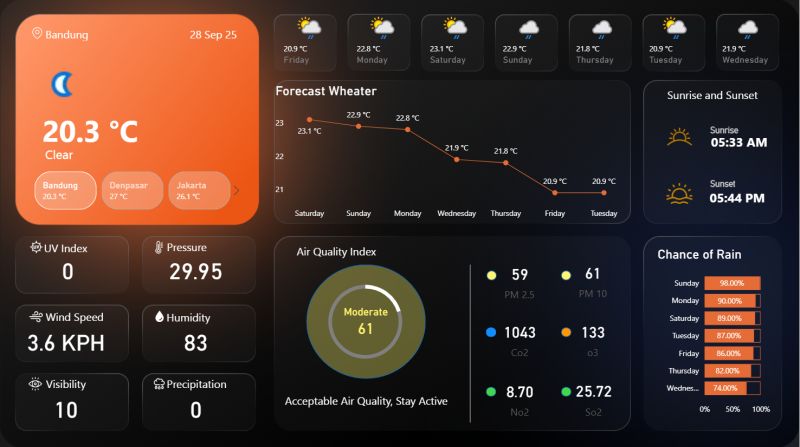 Bandung
28 Sep 25
20.3 °C
Clear
Bandung
20.3 °C
Denpasar
27 °C
Jakarta
26.1 °C
20.9 °C
Friday
22.8 °C
Monday
23.1 °C
Saturday
22.9 °C
Sunday
21.8 °C
Thursday
20.9 °C
Tuesday
21.9 °C
Wednesday
Forecast Wheater
23
22
21
23.1 °C
22.9 °C
22.8 °C
21.9 °C
21.8 °C
20.9 °C
20.9 °C
Saturday
Sunday
Monday
Wednesday
Thursday
Friday
Tuesday
Sunrise and Sunset
Sunrise
05:33 AM
Sunset
05:44 PM
UV Index
0
Pressure
29.95
Wind Speed
3.6 KPH
Humidity
83
Visibility
10
Precipitation
0
Air Quality Index
Moderate
61
Acceptable Air Quality, Stay Active
59
PM 2.5
61
PM 10
1043
Co2
133
o3
8.70
No2
25.72
So2
Chance of Rain
Sunday 98.00%
Monday 90.00%
Saturday 89.00%
Tuesday 87.00%
Friday 86.00%
Thursday 82.00%
Wednes... 74.00%
0% 50% 100%